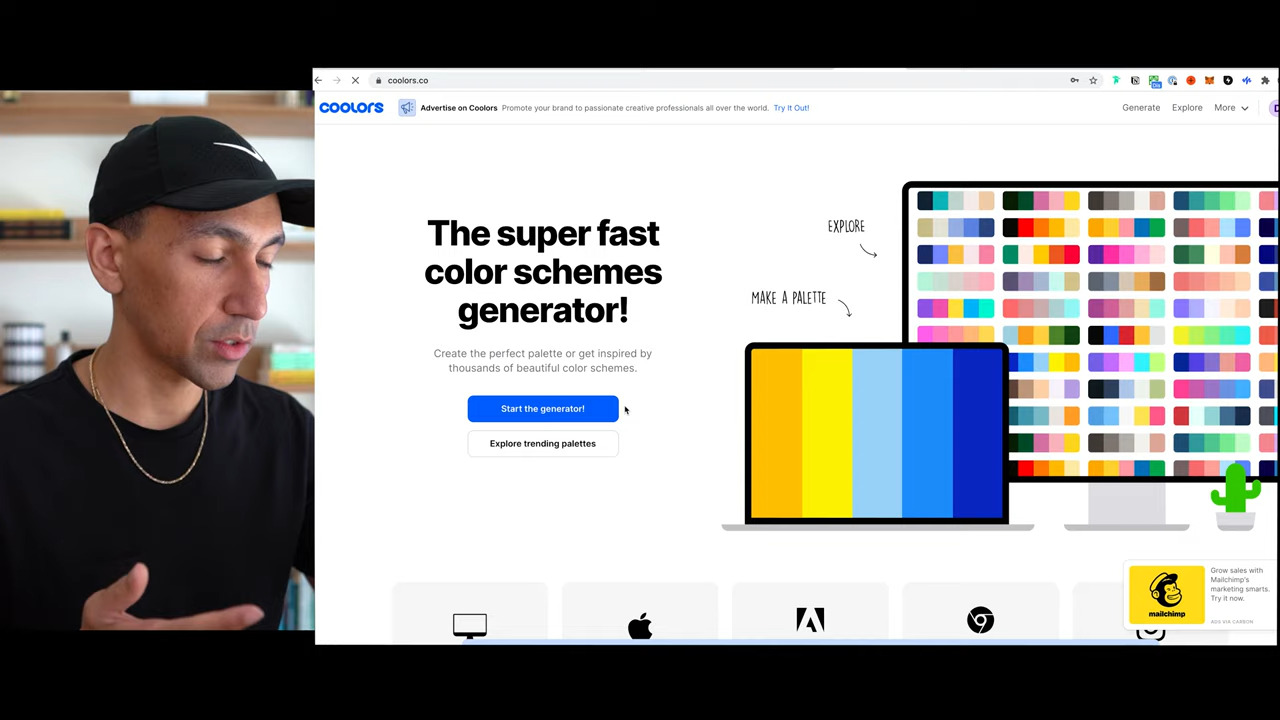 coolors.co
coolors
Advertise on Coolors Promote your brand to passionate creative professionals all over the world. Try It Out!
Generate Explore More
The super fast
color schemes
generator!
Create the perfect palette or get inspired by
thousands of beautiful color schemes.
Start the generator!
Explore trending palettes
EXPLORE
MAKE A PALETTE
Grow sales with
Mailchimp's
marketing smarts.
Try it now.
mailchimp
ADS VIA CARBON